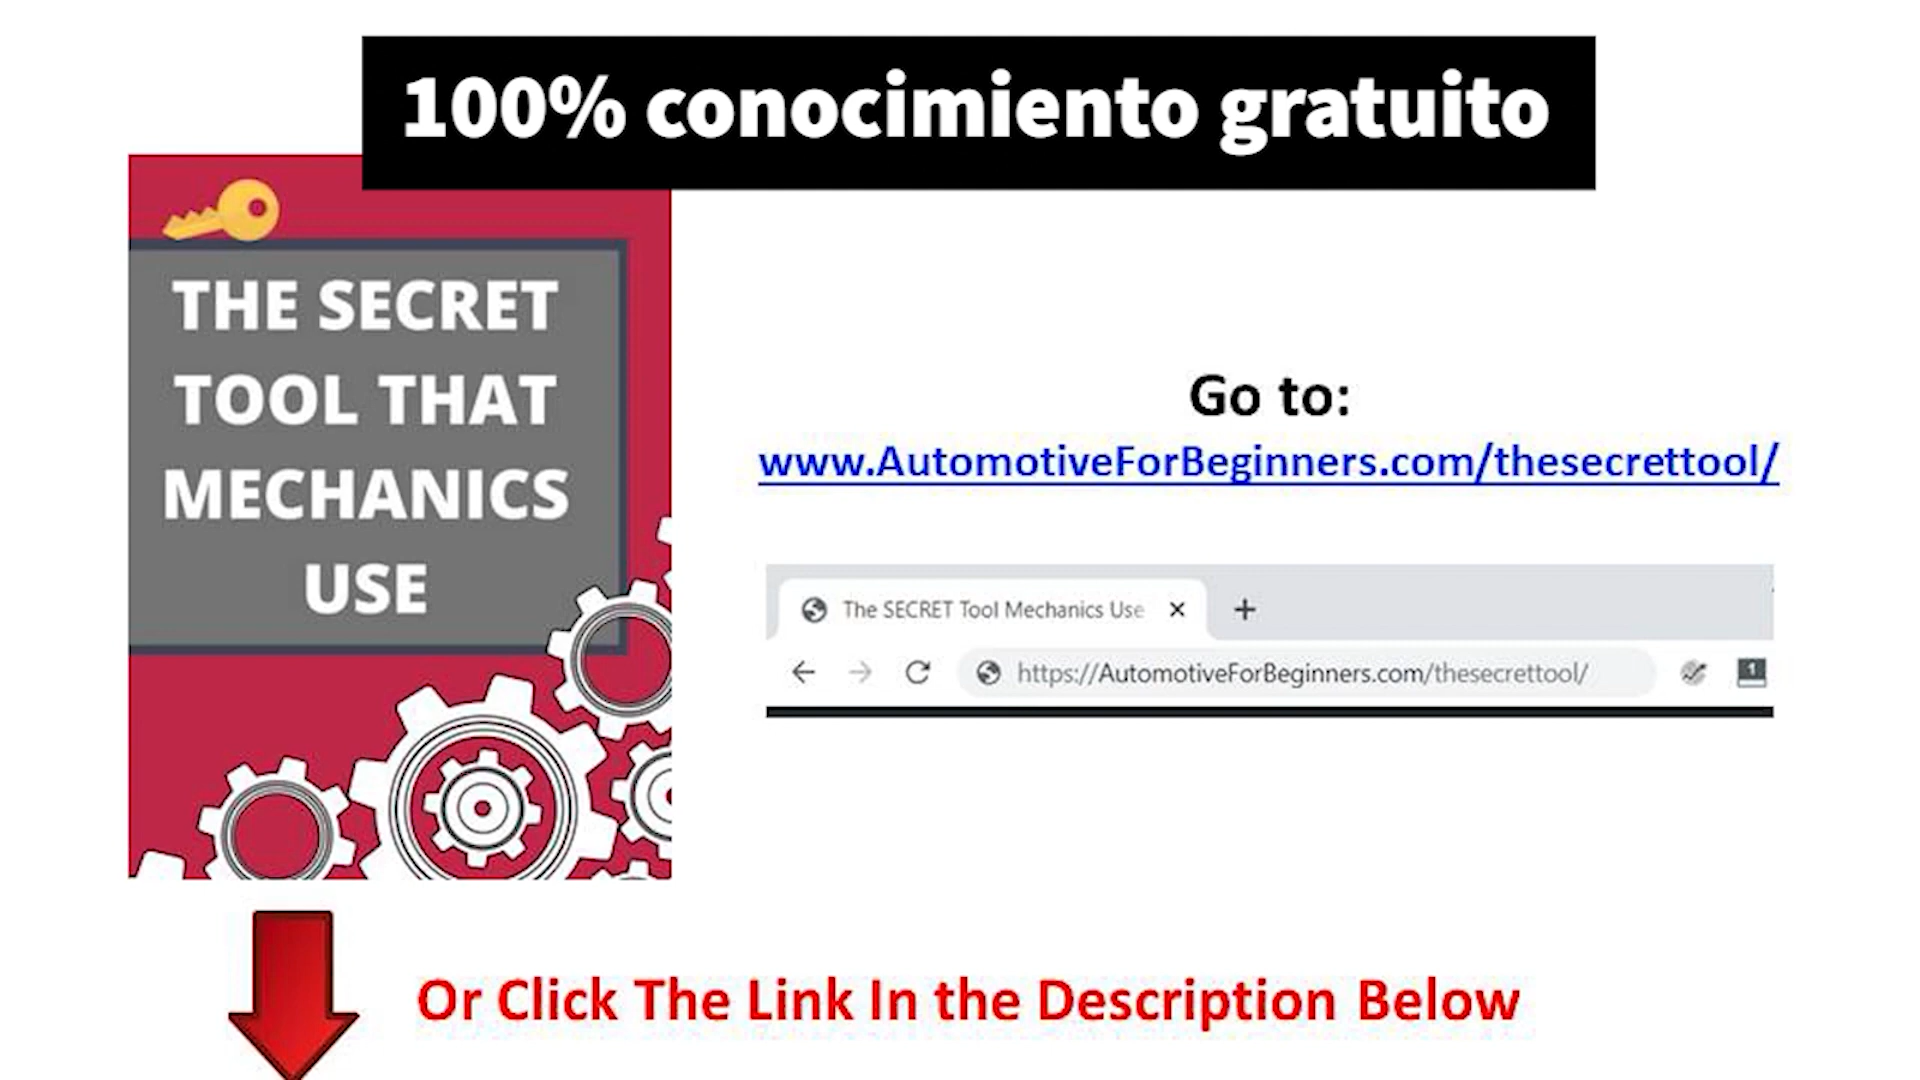 100% conocimiento gratuito
THE SECRET
TOOL THAT
MECHANICS
USE
Go to:
www.AutomotiveForBeginners.com/thesecrettool/
The SECRET Tool Mechanics Use
https://AutomotiveForBeginners.com/thesecrettool/
1
Or Click The Link In the Description Below